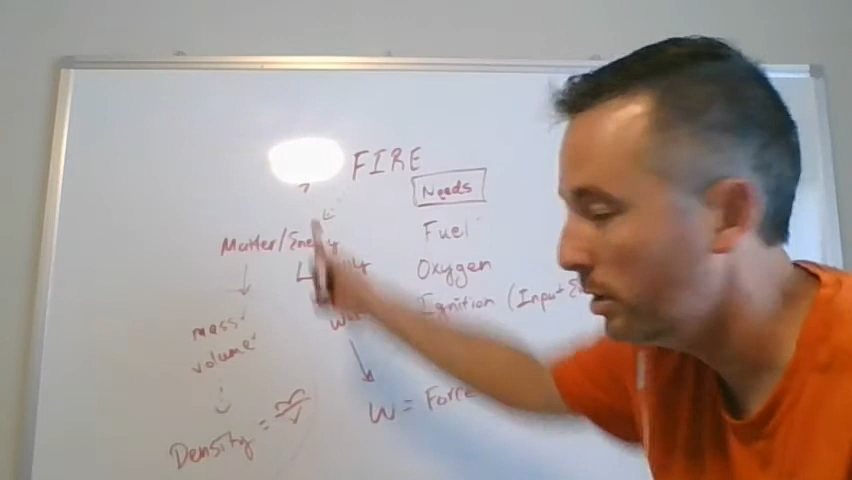 FIRE
Needs
Matter/Energy
Fuel
Oxygen
Ignition (Input
mass
volume
W = Force
Density = m/v